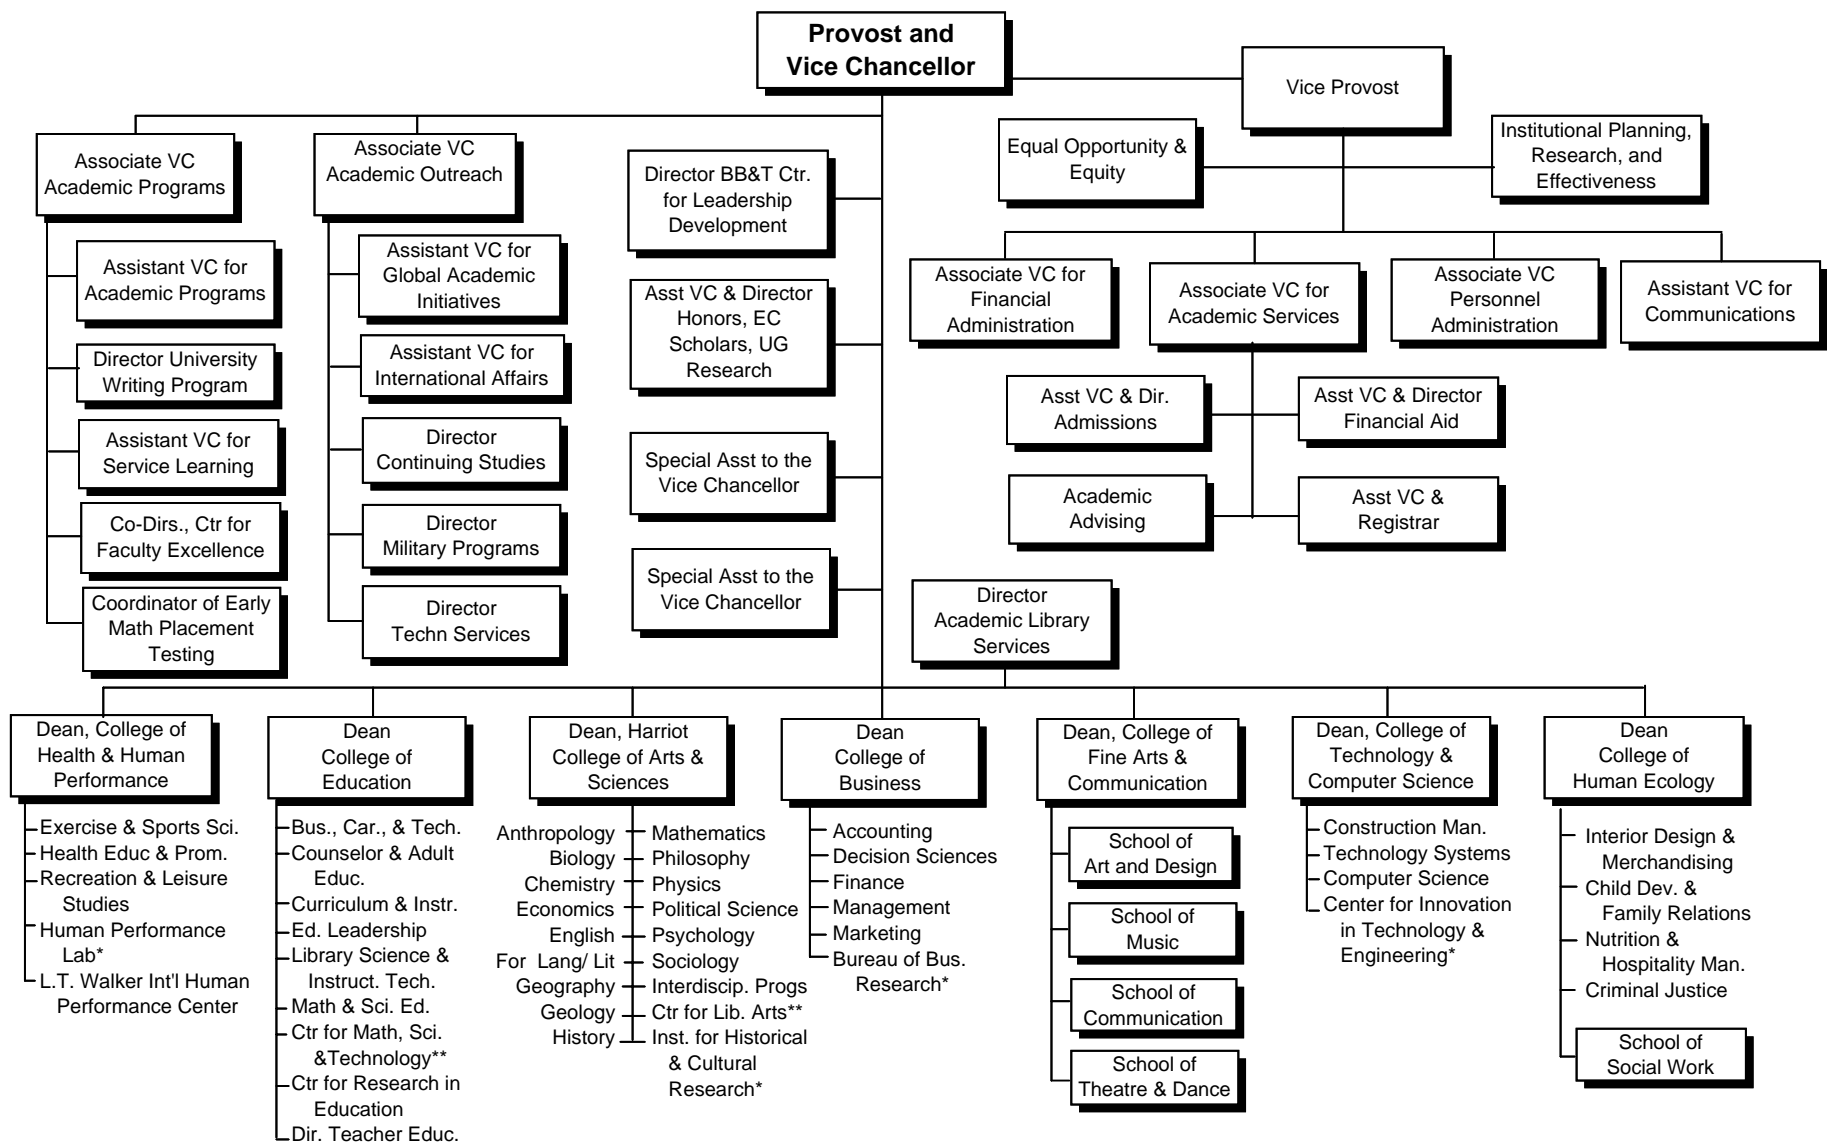 Provost and
Vice Chancellor
Vice Provost
Equal Opportunity &
Equity
Institutional Planning,
Research, and
Effectiveness
Associate VC
Academic Programs
Associate VC
Academic Outreach
Director BB&T Ctr.
for Leadership
Development
Assistant VC for
Academic Programs
Director University
Writing Program
Assistant VC for
Service Learning
Co-Dirs., Ctr for
Faculty Excellence
Coordinator of Early
Math Placement
Testing
Assistant VC for
Global Academic
Initiatives
Assistant VC for
International Affairs
Director
Continuing Studies
Director
Military Programs
Director
Techn Services
Asst VC & Director
Honors, EC
Scholars, UG
Research
Special Asst to the
Vice Chancellor
Special Asst to the
Vice Chancellor
Associate VC for
Financial
Administration
Associate VC for
Academic Services
Associate VC
Personnel
Administration
Assistant VC for
Communications
Asst VC & Dir.
Admissions
Asst VC & Director
Financial Aid
Academic
Advising
Asst VC &
Registrar
Director
Academic Library
Services
Dean, College of
Health & Human
Performance
Exercise & Sports Sci.
Health Educ & Prom.
Recreation & Leisure
Studies
Human Performance
Lab*
L.T. Walker Int'l Human
Performance Center
Dean
College of
Education
Bus., Car., & Tech.
Counselor & Adult
Educ.
Curriculum & Instr.
Ed. Leadership
Library Science &
Instruct. Tech.
Math & Sci. Ed.
Ctr for Math, Sci.
&Technology**
Ctr for Research in
Education
Dir. Teacher Educ.
Dean, Harriot
College of Arts &
Sciences
Anthropology
Biology
Chemistry
Economics
English
For Lang/ Lit
Geography
Geology
History
Mathematics
Philosophy
Physics
Political Science
Psychology
Sociology
Interdiscip. Progs
Ctr for Lib. Arts**
Inst. for Historical
& Cultural
Research*
Dean
College of
Business
Accounting
Decision Sciences
Finance
Management
Marketing
Bureau of Bus.
Research*
Dean, College of
Fine Arts &
Communication
School of
Art and Design
School of
Music
School of
Communication
School of
Theatre & Dance
Dean, College of
Technology &
Computer Science
Construction Man.
Technology Systems
Computer Science
Center for Innovation
in Technology &
Engineering*
Dean
College of
Human Ecology
Interior Design &
Merchandising
Child Dev. &
Family Relations
Nutrition &
Hospitality Man.
Criminal Justice
School of
Social Work